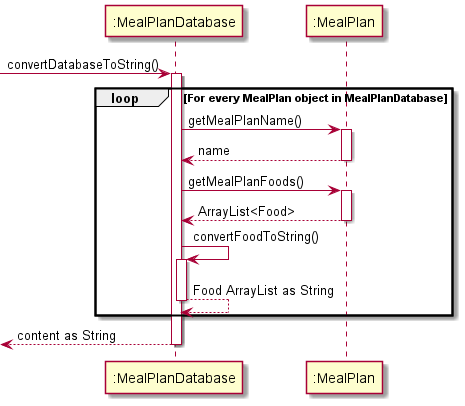 :MealPlanDatabase
:MealPlan
convertDatabaseToString()
loop
[For every MealPlan object in MealPlanDatabase]
getMealPlanName()
name
getMealPlanFoods()
ArrayList<Food>
convertFoodToString()
Food ArrayList as String
content as String
:MealPlanDatabase
:MealPlan